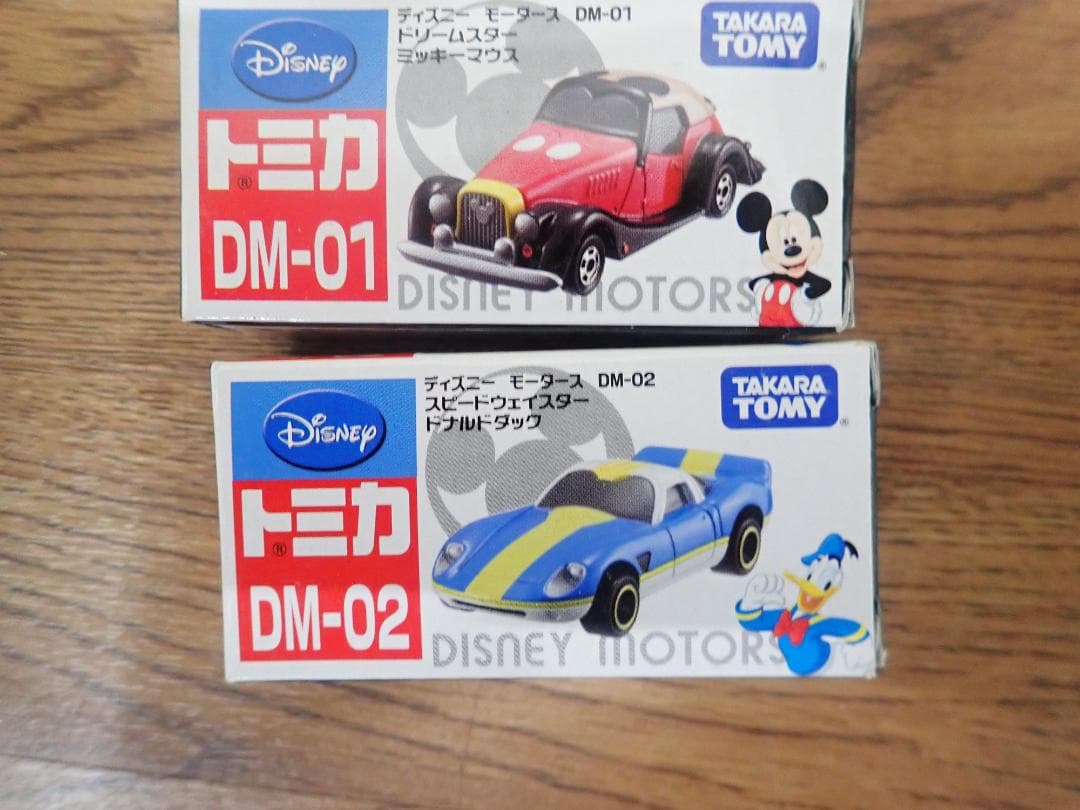 Disney
ディズニー モータース DM-01
ドリームスター
ミッキーマウス
TAKARA
TOMY
トミカ
DM-01
DISNEY MOTORS
Disney
ディズニー モータース DM-02
スピードウェイスター
ドナルドダック
TAKARA
TOMY
トミカ
DM-02
DISNEY MOTORS